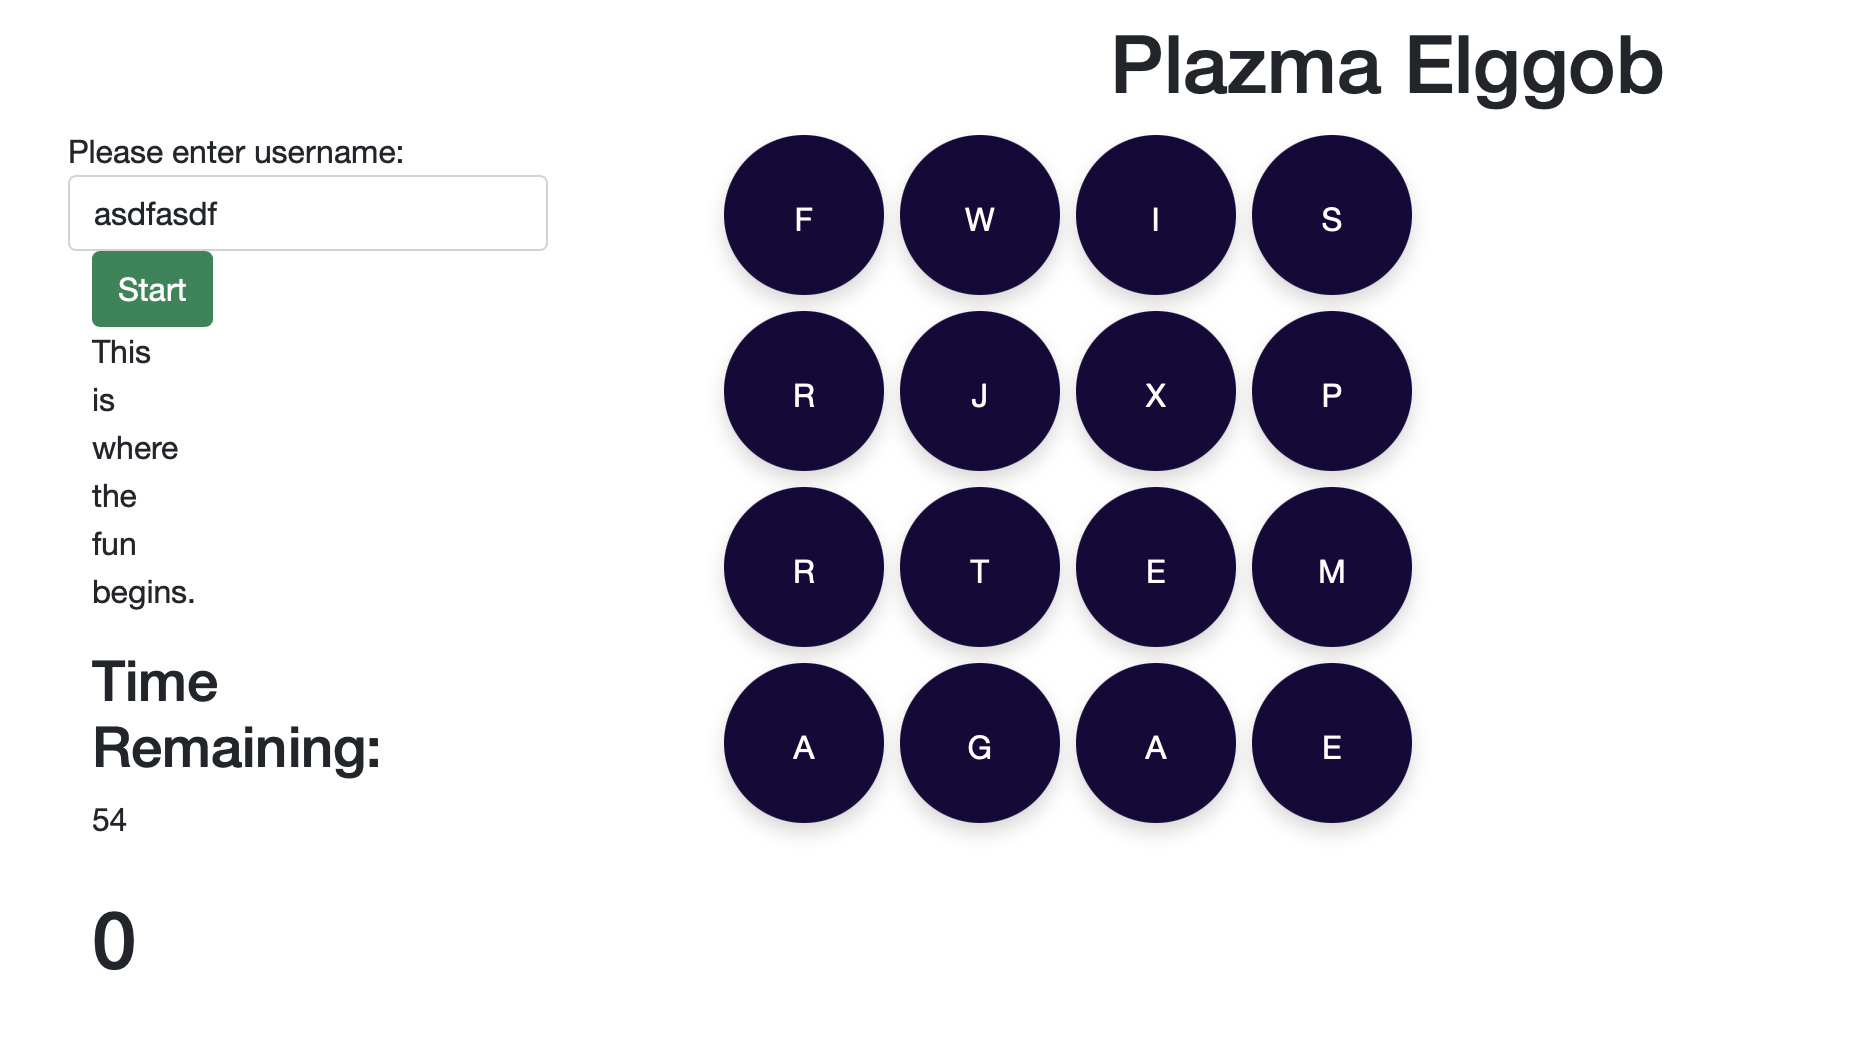 Plazma Elggob
Please enter username:
asdfasdf
Start
This
is
where
the
fun
begins.
Time
Remaining:
54
0
F W I S
R J X P
R T E M
A G A E